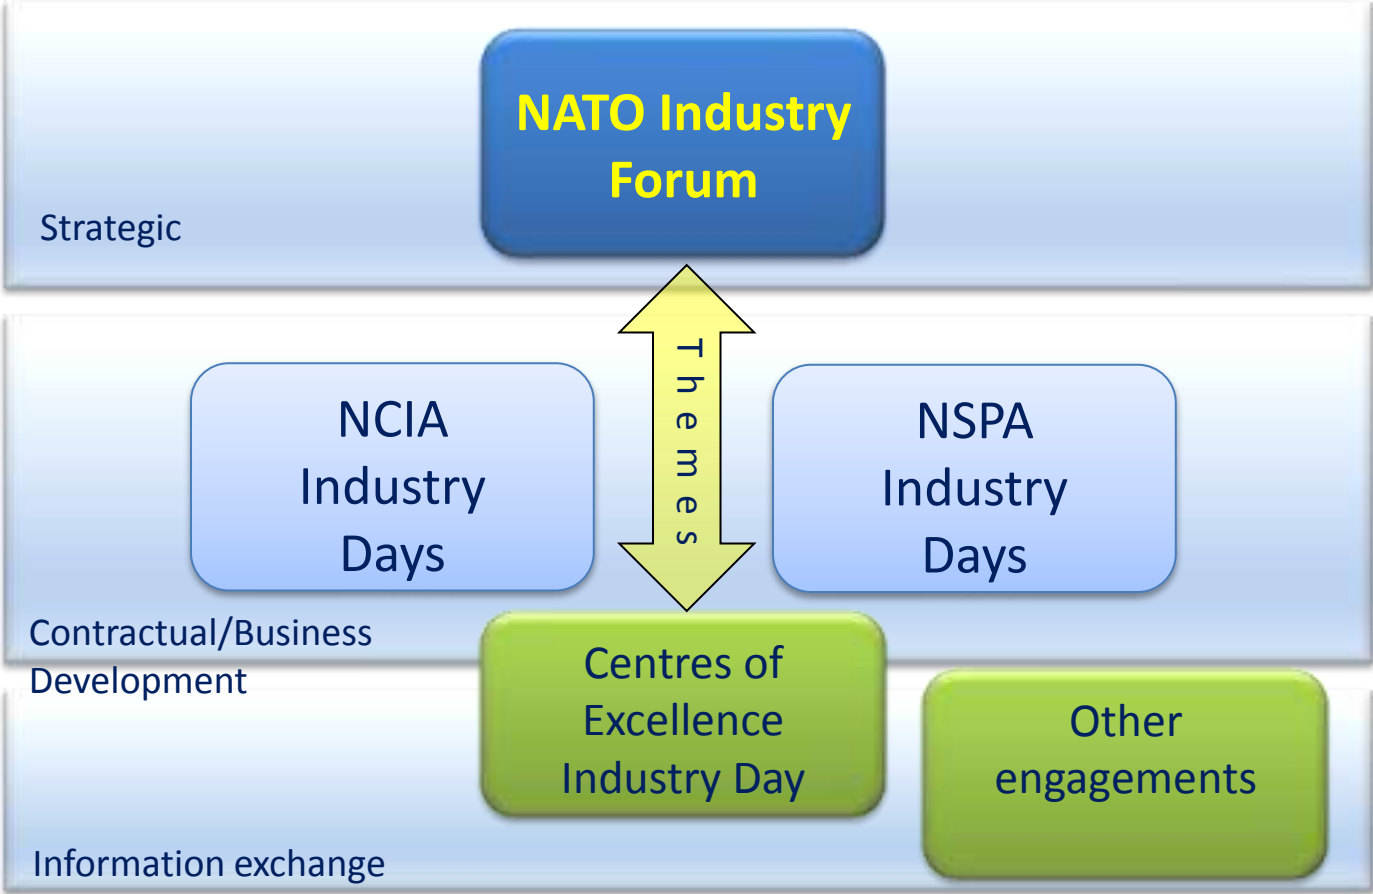 NATO Industry
Forum
Strategic
Themes
NCIA
Industry
Days
NSPA
Industry
Days
Contractual/Business
Development
Centres of
Excellence
Industry Day
Other
engagements
Information exchange